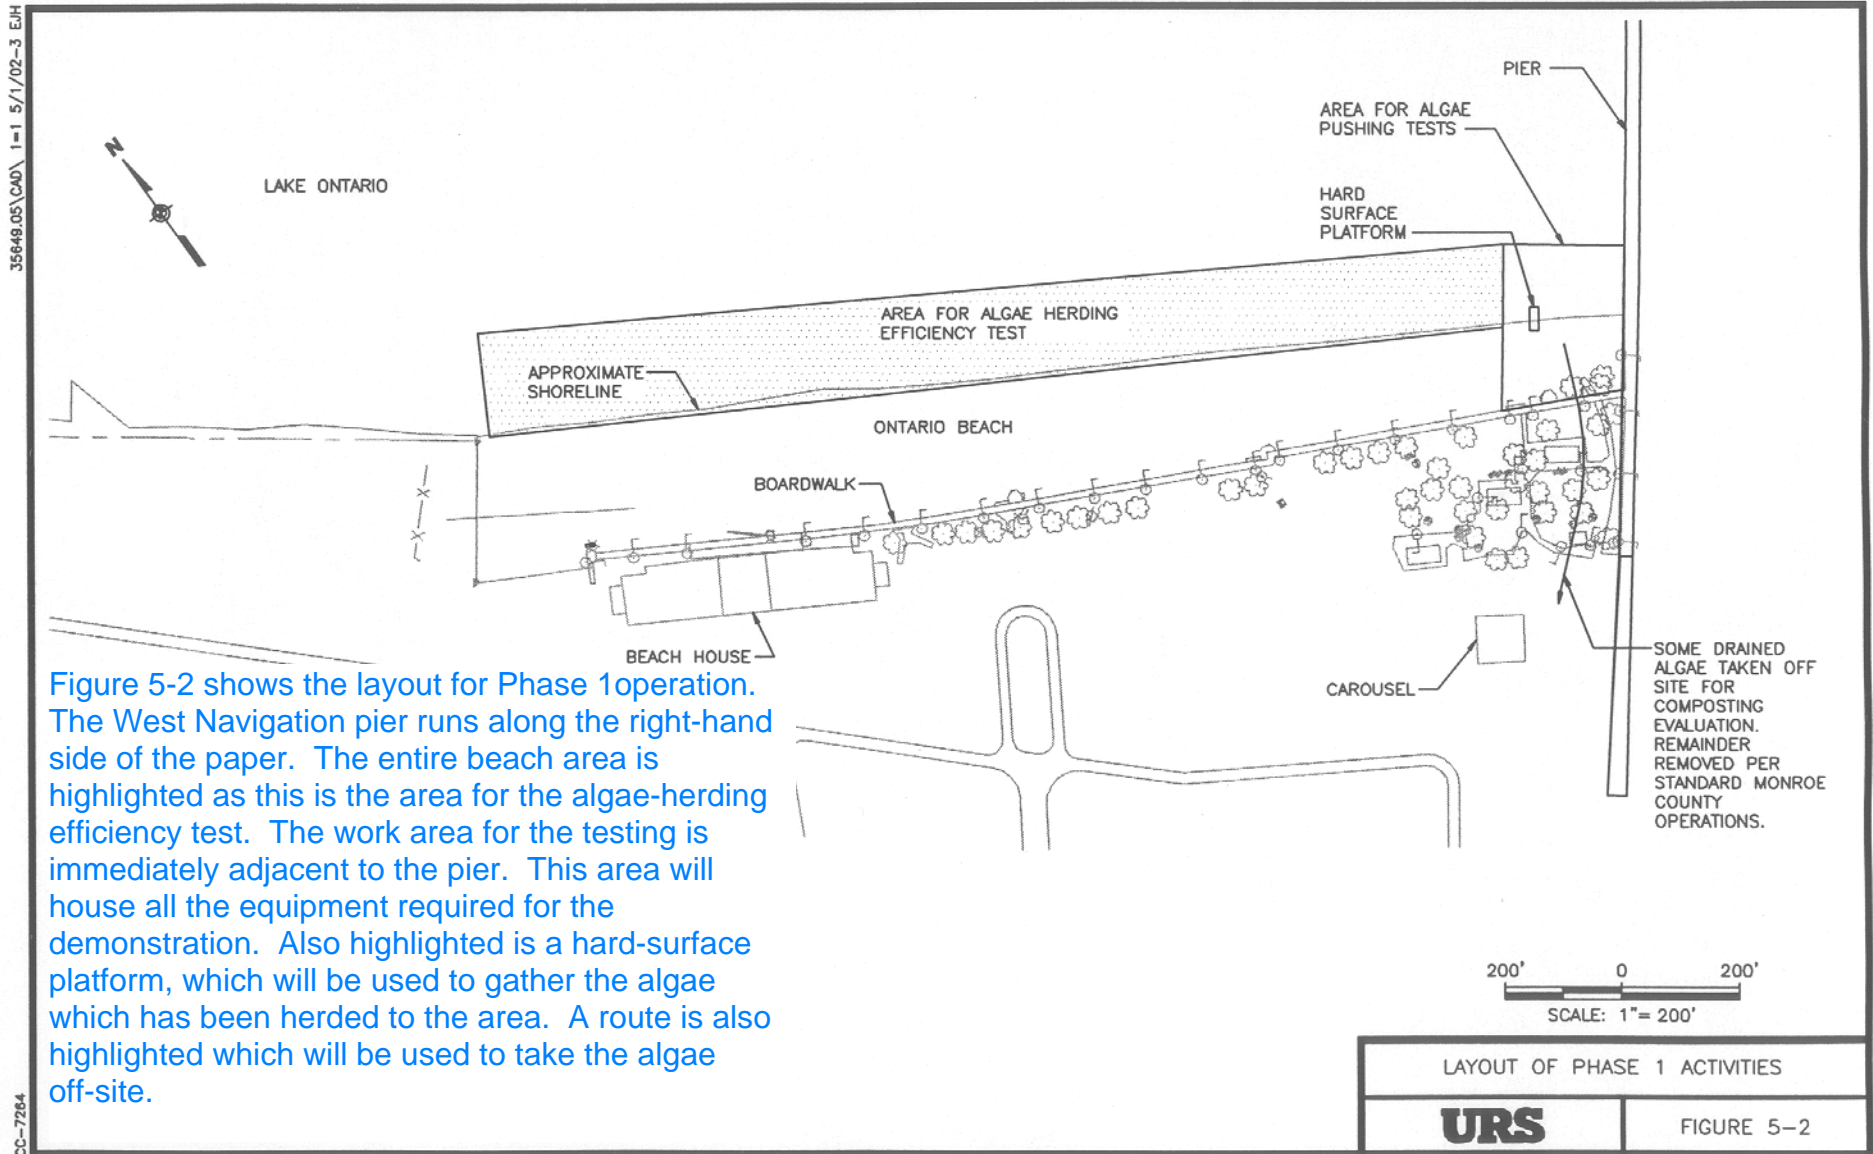 35649.05\CAD\ 1=1 5/1/02-3 EJH
N
LAKE ONTARIO
PIER
AREA FOR ALGAE
PUSHING TESTS
HARD
SURFACE
PLATFORM
AREA FOR ALGAE HERDING
EFFICIENCY TEST
APPROXIMATE
SHORELINE
ONTARIO BEACH
BOARDWALK
X
X
BEACH HOUSE
CAROUSEL
SOME DRAINED
ALGAE TAKEN OFF
SITE FOR
COMPOSTING
EVALUATION.
REMAINDER
REMOVED PER
STANDARD MONROE
COUNTY
OPERATIONS.
Figure 5-2 shows the layout for Phase 1operation.
The West Navigation pier runs along the right-hand
side of the paper.  The entire beach area is
highlighted as this is the area for the algae-herding
efficiency test.  The work area for the testing is
immediately adjacent to the pier.  This area will
house all the equipment required for the
demonstration.  Also highlighted is a hard-surface
platform, which will be used to gather the algae
which has been herded to the area.  A route is also
highlighted which will be used to take the algae
off-site.
200' 0 200'
SCALE: 1"= 200'
LAYOUT OF PHASE 1 ACTIVITIES
URS
FIGURE 5-2
CC-7264